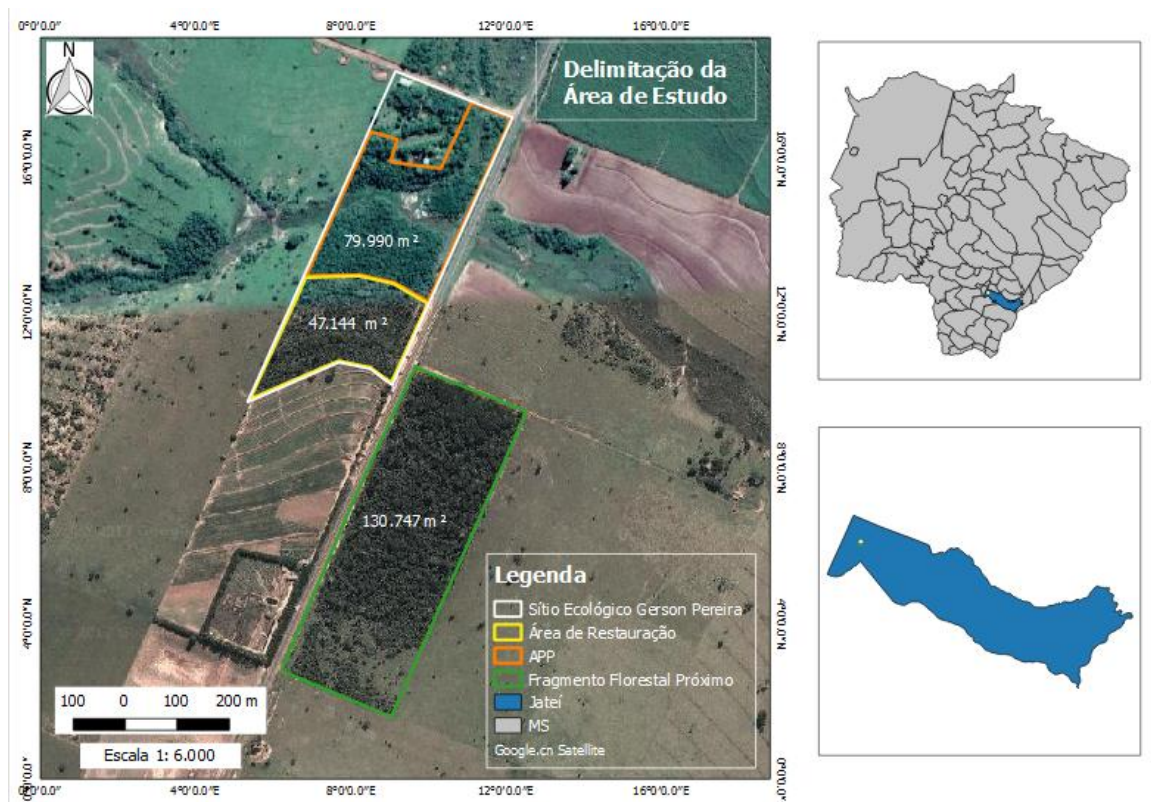 0°0'0.0" 4°0'0.0"E 8°0'0.0"E 12°0'0.0"E 16°0'0.0"E
N
Delimitação da
Área de Estudo
16°0'0.0"N
16°0'0.0"N
79.990 m²
12°0'0.0"N
12°0'0.0"N
47.144 m²
8°0'0.0"N
8°0'0.0"N
130.747 m²
Legenda
Sítio Ecológico Gerson Pereira
Área de Restauração
APP
Fragmento Florestal Próximo
Jateí
MS
Google.cn Satellite
4°0'0.0"N
4°0'0.0"N
100 0 100 200 m
Escala 1: 6.000
0°0'0.0"
0°0'0.0"
0°0'0.0" 4°0'0.0"E 8°0'0.0"E 12°0'0.0"E 16°0'0.0"E